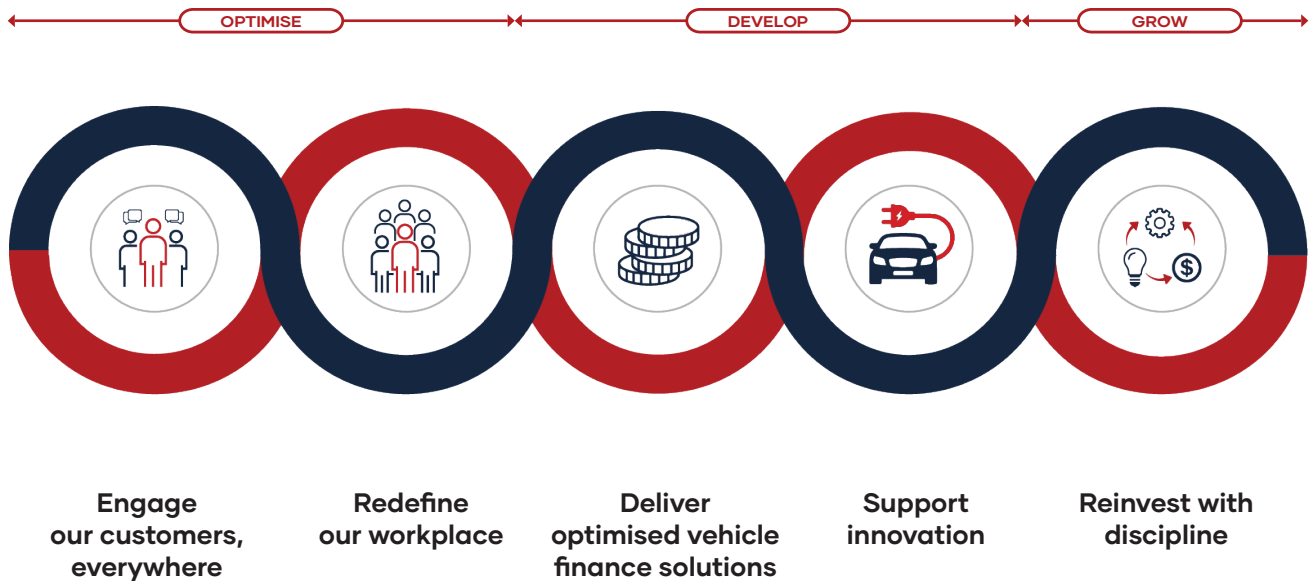 OPTIMISE
DEVELOP
GROW
$
Engage
our customers,
everywhere
Redefine
our workplace
Deliver
optimised vehicle
finance solutions
Support
innovation
Reinvest with
discipline